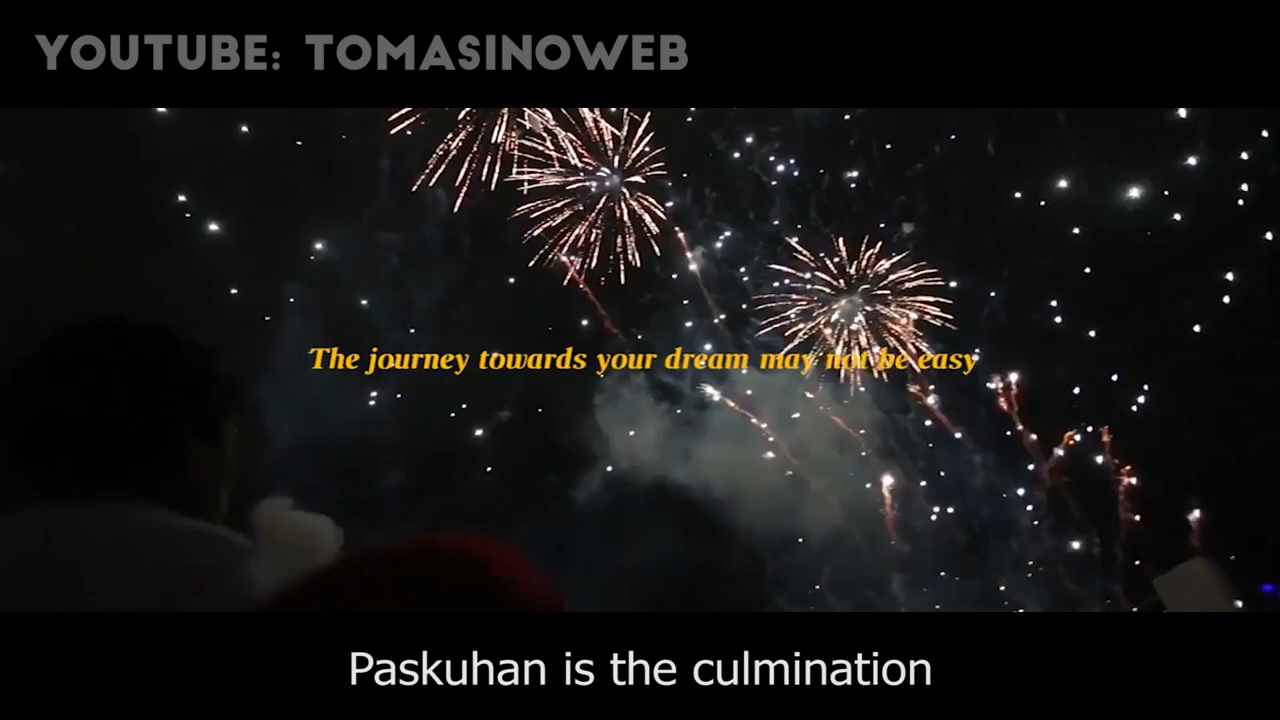 YOUTUBE: TOMASINOWEB
The journey towards your dream may not be easy
Paskuhan is the culmination